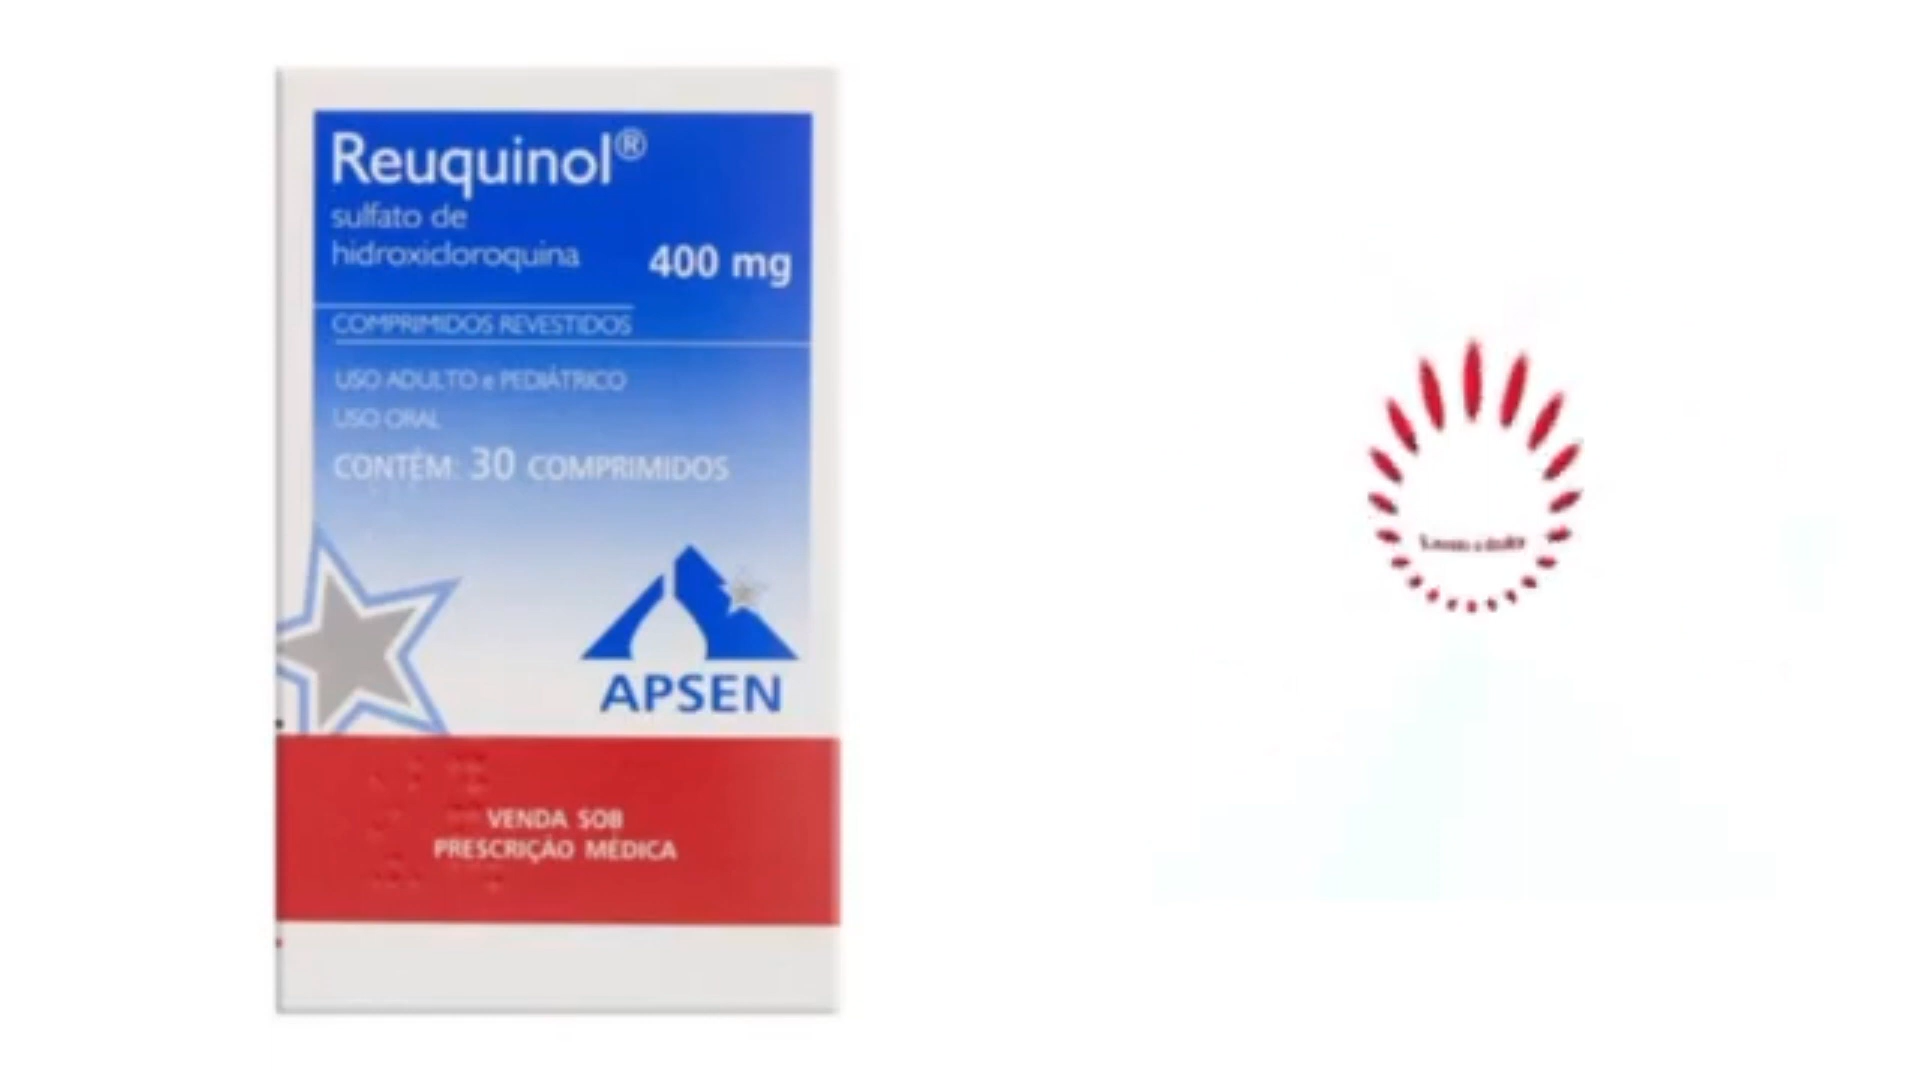 Reuquinol®
sulfato de
hidroxicloroquina
400 mg
COMPRIMIDOS REVESTIDOS
USO ADULTO e PEDIÁTRICO
USO ORAL
CONTÉM: 30 COMPRIMIDOS
APSEN
VENDA SOB
PRESCRIÇÃO MÉDICA